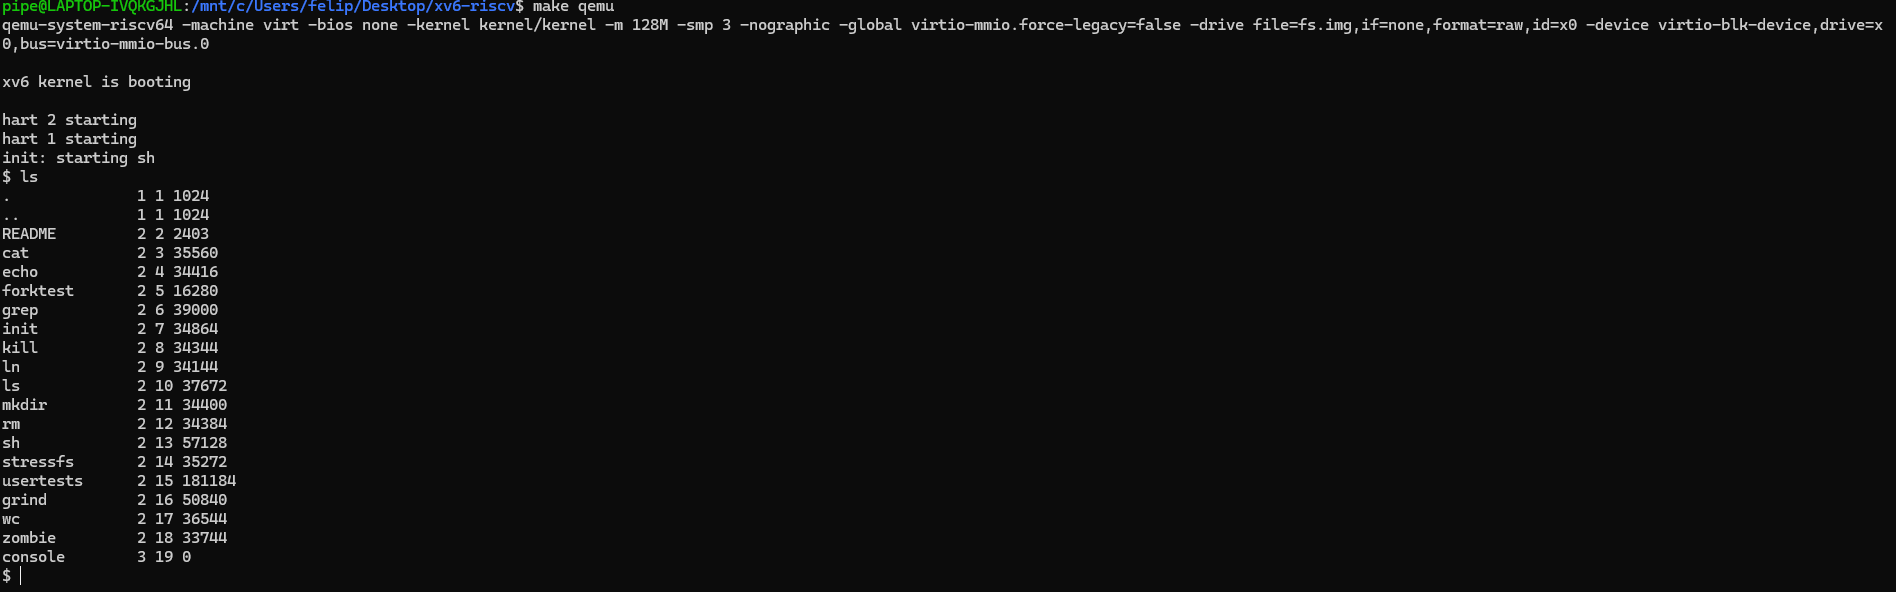 pipe@LAPTOP-IVQKGJHL:/mnt/c/Users/felip/Desktop/xv6-riscv$ make qemu
qemu-system-riscv64 -machine virt -bios none -kernel kernel/kernel -m 128M -smp 3 -nographic -global virtio-mmio.force-legacy=false -drive file=fs.img,if=none,format=raw,id=x0 -device virtio-blk-device,drive=x
0,bus=virtio-mmio-bus.0
xv6 kernel is booting
hart 2 starting
hart 1 starting
init: starting sh
$ ls
. 1 1 1024
.. 1 1 1024
README 2 2 2403
cat 2 3 35560
echo 2 4 34416
forktest 2 5 16280
grep 2 6 39000
init 2 7 34864
kill 2 8 34344
ln 2 9 34144
ls 2 10 37672
mkdir 2 11 34400
rm 2 12 34384
sh 2 13 57128
stressfs 2 14 35272
usertests 2 15 181184
grind 2 16 50840
wc 2 17 36544
zombie 2 18 33744
console 3 19 0
$